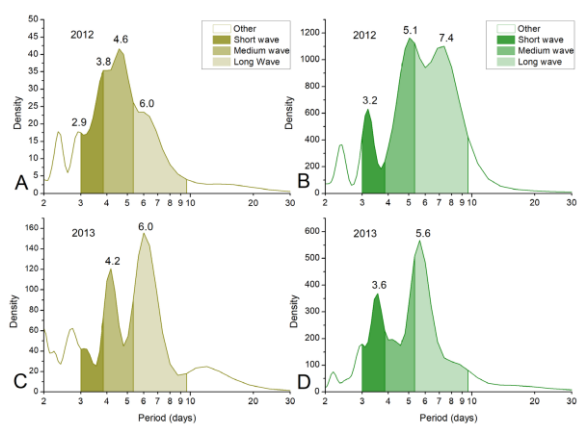 2012
Other
Short wave
Medium wave
Long Wave
4.6
3.8
2.9
6.0
Density
50
45
40
35
30
25
20
15
10
5
0
A
2 3 4 5 6 7 8 9 10 20 30
2012
Other
Short wave
Medium wave
Long wave
5.1
7.4
3.2
Density
1200
1000
800
600
400
200
0
B
2 3 4 5 6 7 8 9 10 20 30
2013
6.0
4.2
Density
160
140
120
100
80
60
40
20
0
C
2 3 4 5 6 7 8 9 10 20 30
Period (days)
2013
5.6
3.6
Density
600
500
400
300
200
100
0
D
2 3 4 5 6 7 8 9 10 20 30
Period (days)